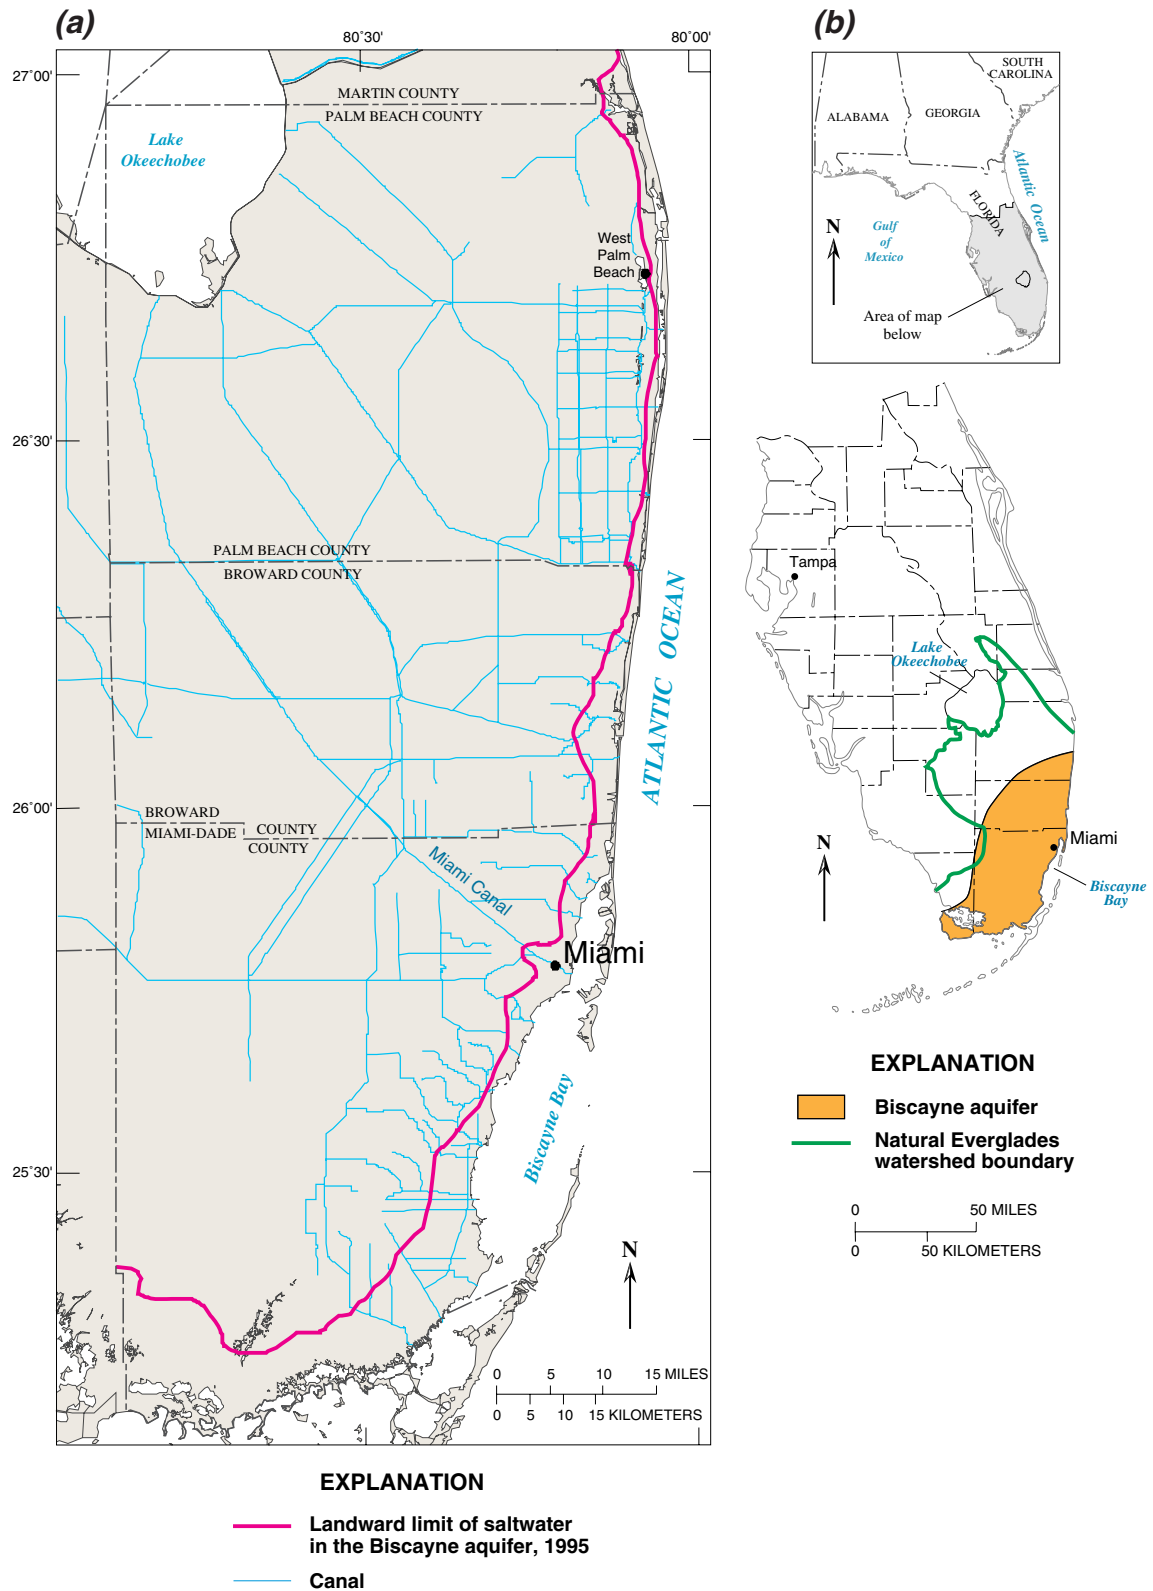 (a)
80°30'
80°00'
27°00'
MARTIN COUNTY
PALM BEACH COUNTY
Lake
Okeechobee
West
Palm
Beach
26°30'
PALM BEACH COUNTY
BROWARD COUNTY
ATLANTIC OCEAN
26°00'
BROWARD
MIAMI-DADE
COUNTY
COUNTY
Miami Canal
Miami
Biscayne Bay
25°30'
N
0 5 10 15 MILES
0 5 10 15 KILOMETERS
EXPLANATION
Landward limit of saltwater
in the Biscayne aquifer, 1995
Canal
(b)
SOUTH
CAROLINA
ALABAMA
GEORGIA
Atlantic Ocean
FLORIDA
N
Gulf
of
Mexico
Area of map
below
Tampa
Lake
Okeechobee
N
Miami
Biscayne
Bay
EXPLANATION
Biscayne aquifer
Natural Everglades
watershed boundary
0 50 MILES
0 50 KILOMETERS